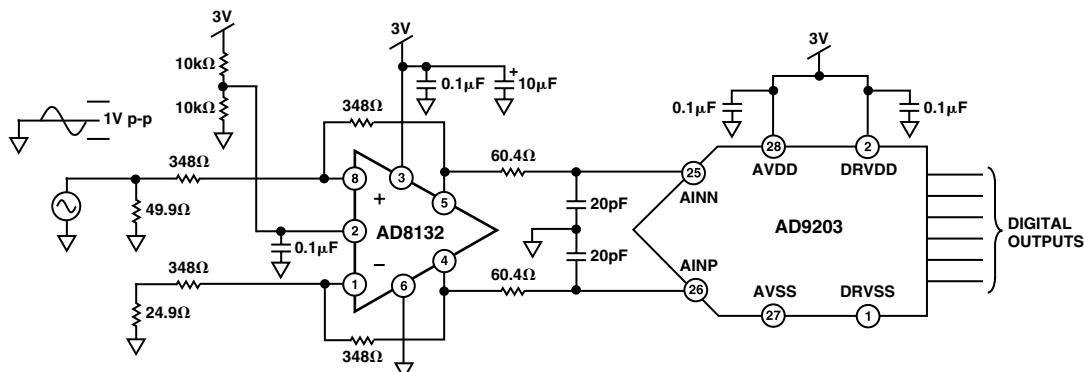 3V
10kΩ
10kΩ
1V p-p
348Ω
49.9Ω
348Ω
24.9Ω
0.1μF
348Ω
3V
0.1μF
+
10μF
8
+
3
5
2
AD8132
4
−
1
6
348Ω
60.4Ω
20pF
20pF
60.4Ω
3V
0.1μF
0.1μF
28
2
AVDD
DRVDD
25
AINN
AD9203
AINP
26
AVSS
DRVSS
27
1
DIGITAL
OUTPUTS